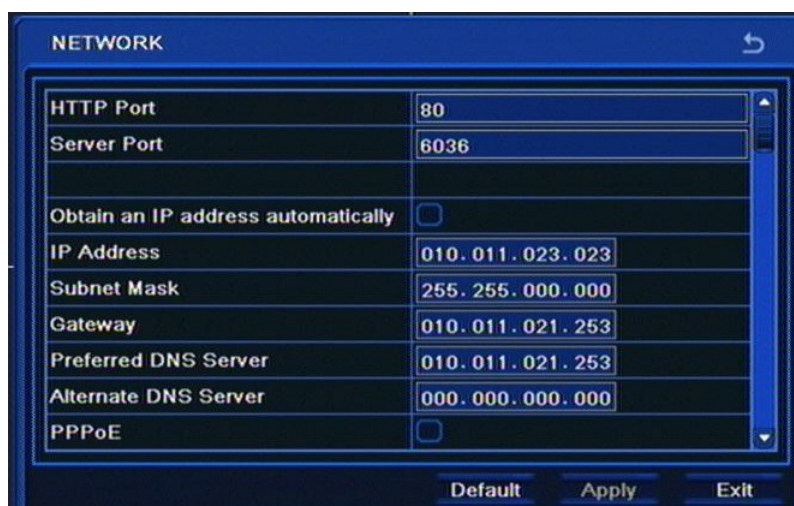 NETWORK
HTTP Port 80
Server Port 6036
Obtain an IP address automatically
IP Address 010.011.023.023
Subnet Mask 255.255.000.000
Gateway 010.011.021.253
Preferred DNS Server 010.011.021.253
Alternate DNS Server 000.000.000.000
PPPoE
Default Apply Exit